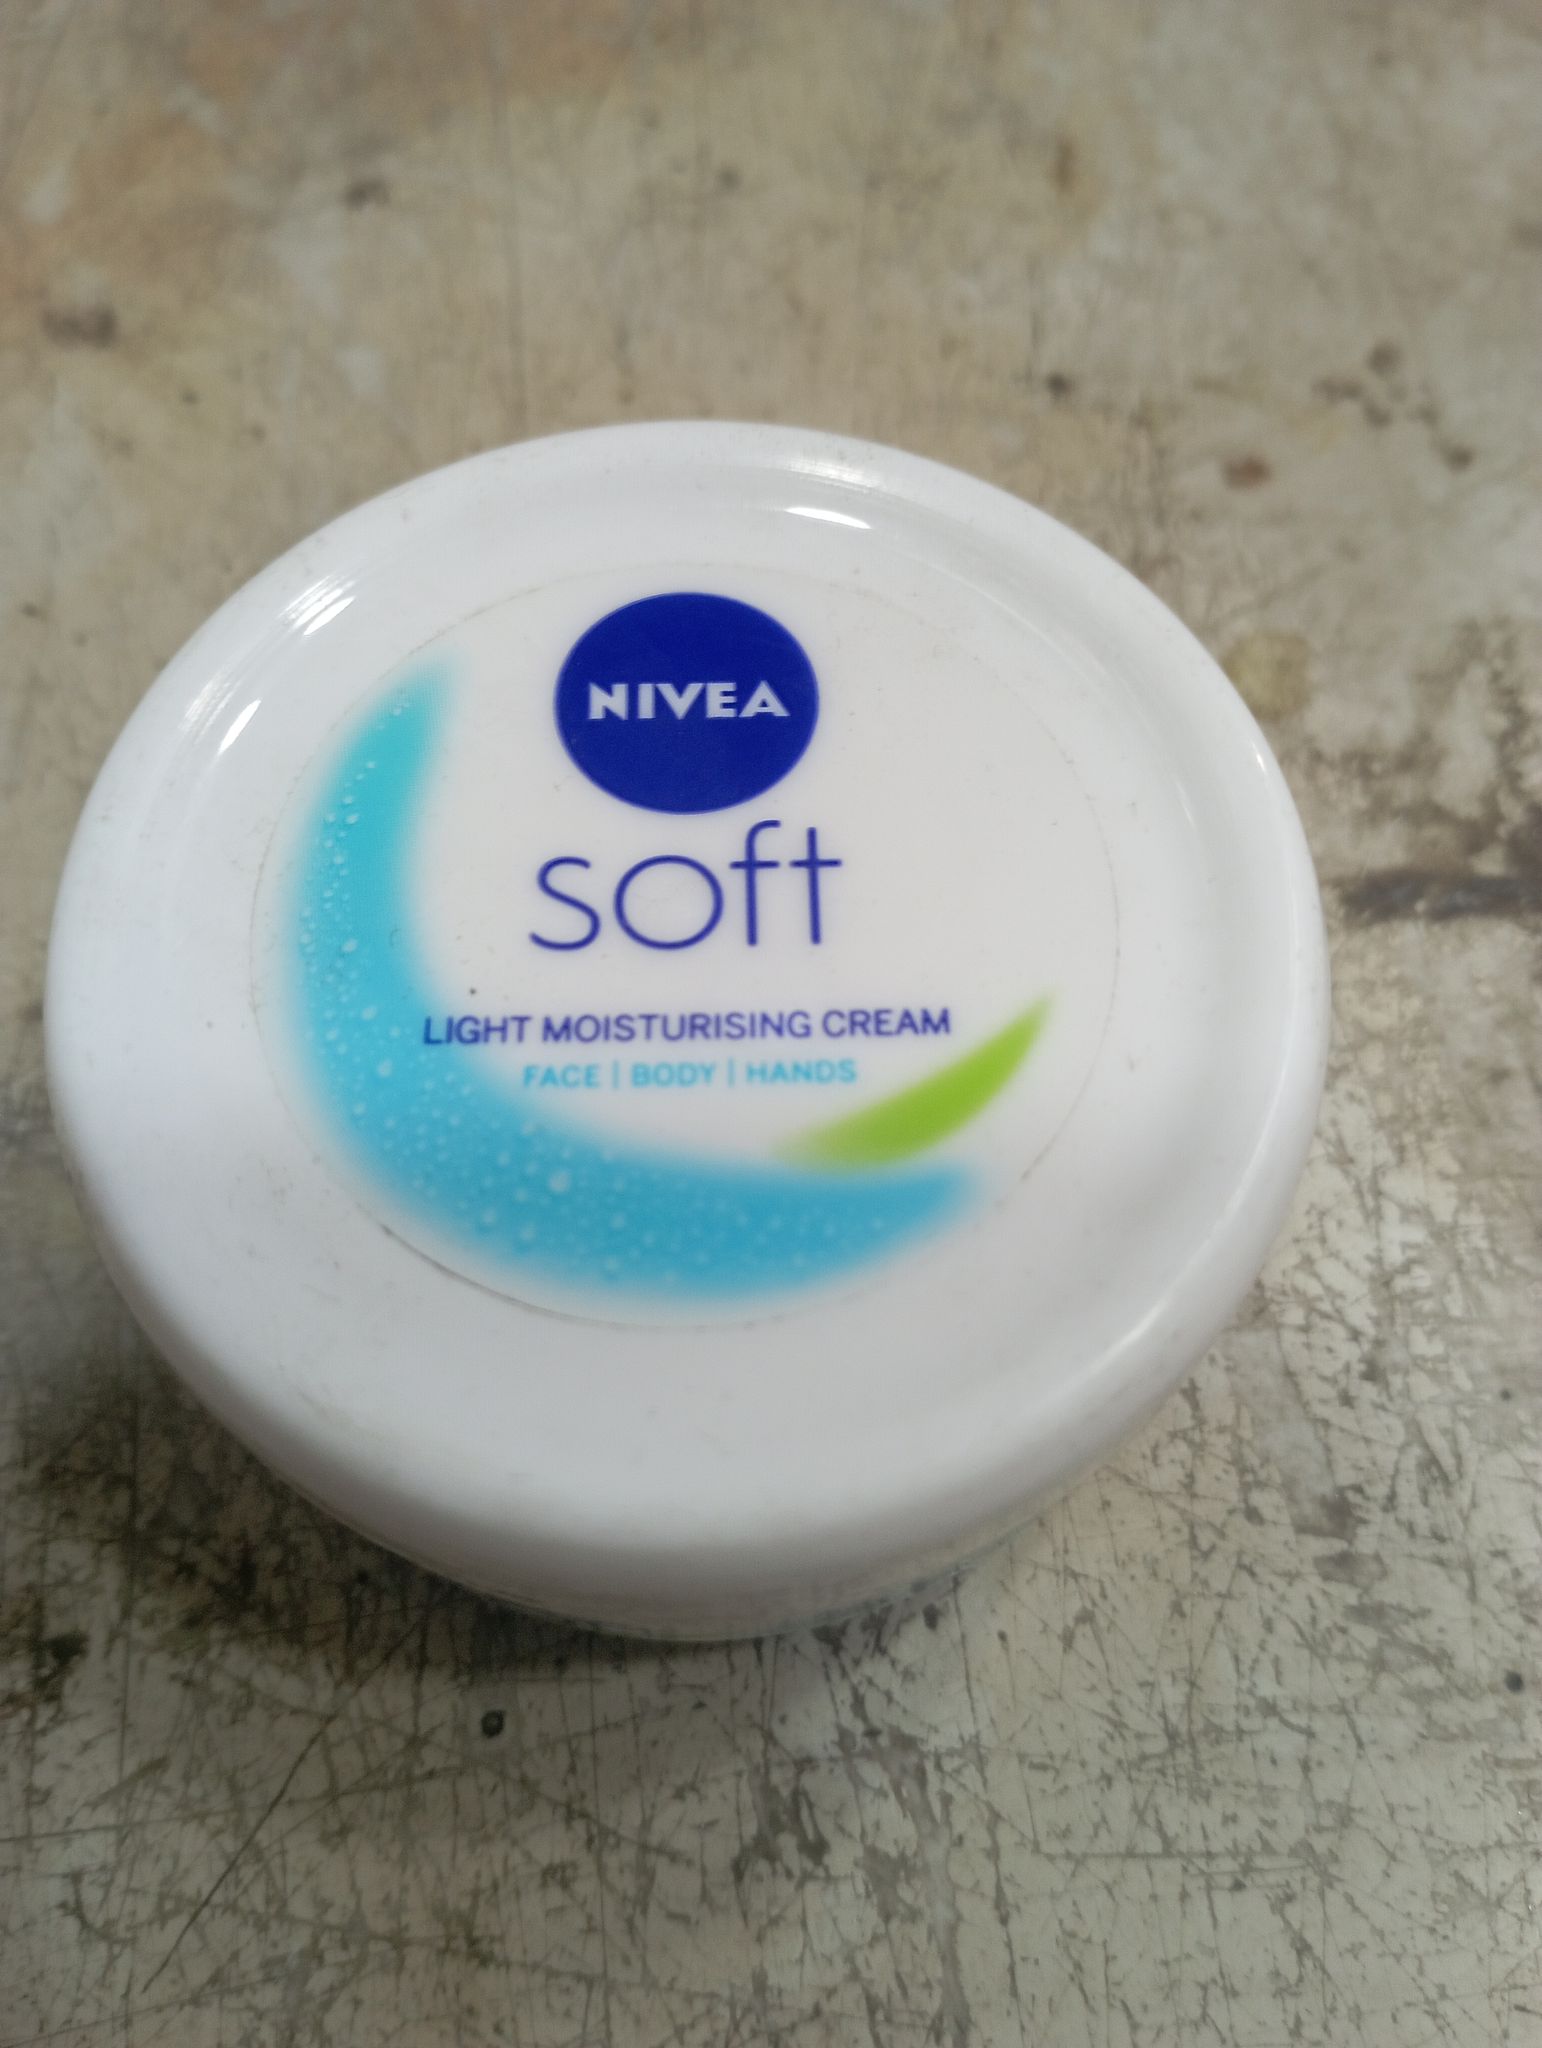 NIVEA
soft
LIGHT MOISTURISING CREAM
FACE | BODY | HANDS